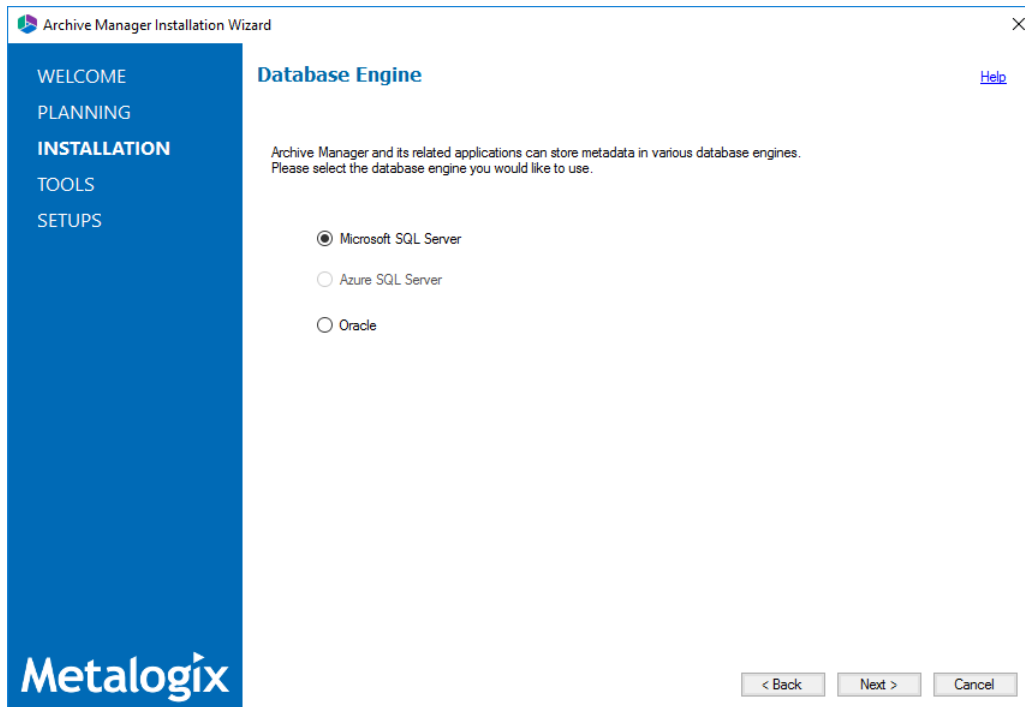 Archive Manager Installation Wizard
WELCOME
PLANNING
INSTALLATION
TOOLS
SETUPS
Database Engine
Help
Archive Manager and its related applications can store metadata in various database engines.
Please select the database engine you would like to use.
Microsoft SQL Server
Azure SQL Server
Oracle
Metalogix
< Back
Next >
Cancel